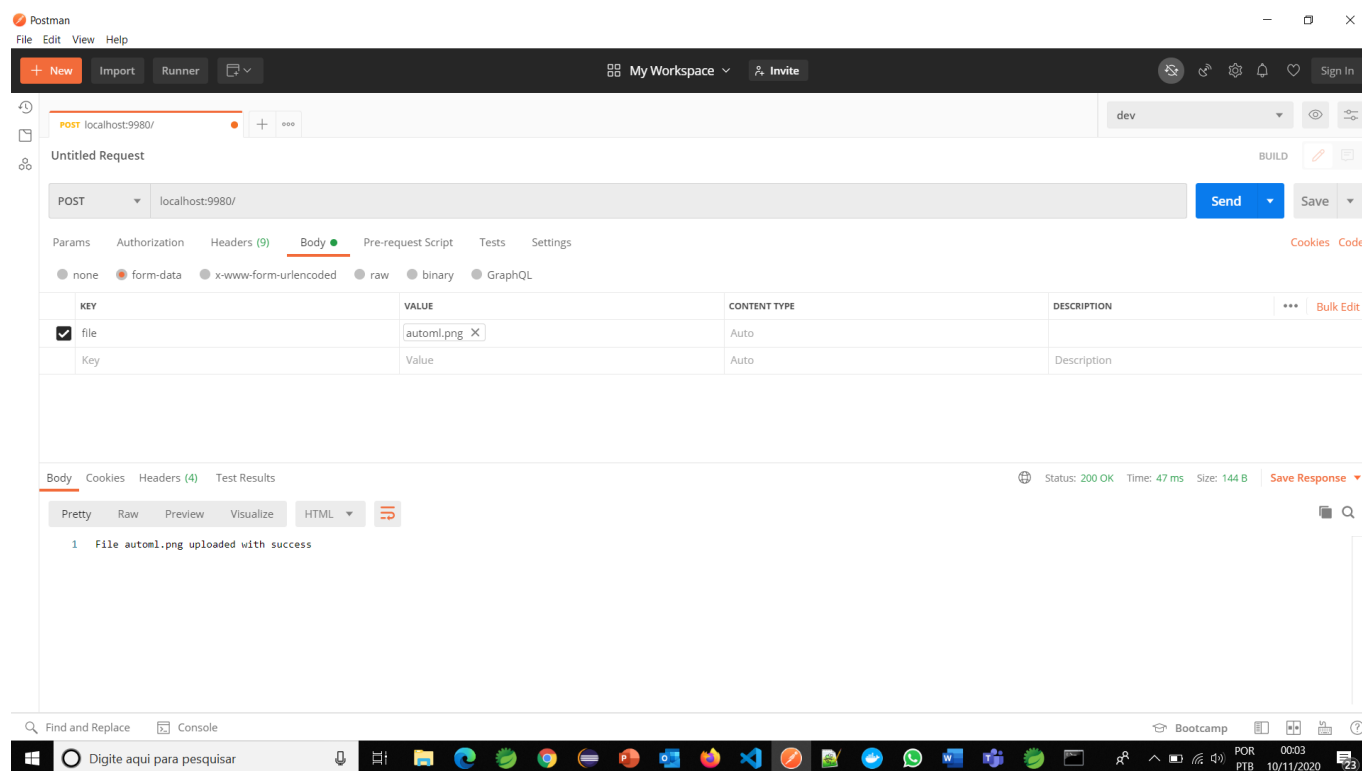 Postman
File Edit View Help
+ New Import Runner My Workspace Invite Sign In
POST localhost:9980/ dev
Untitled Request BUILD
POST localhost:9980/ Send Save
Params Authorization Headers (9) Body Pre-request Script Tests Settings Cookies Code
none form-data x-www-form-urlencoded raw binary GraphQL
KEY VALUE CONTENT TYPE DESCRIPTION Bulk Edit
file automl.png Auto
Key Value Auto Description
Body Cookies Headers (4) Test Results Status: 200 OK Time: 47 ms Size: 144 B Save Response
Pretty Raw Preview Visualize HTML
1 File automl.png uploaded with success
Find and Replace Console Bootcamp
Digite aqui para pesquisar POR 00:03
PTB 10/11/2020 23